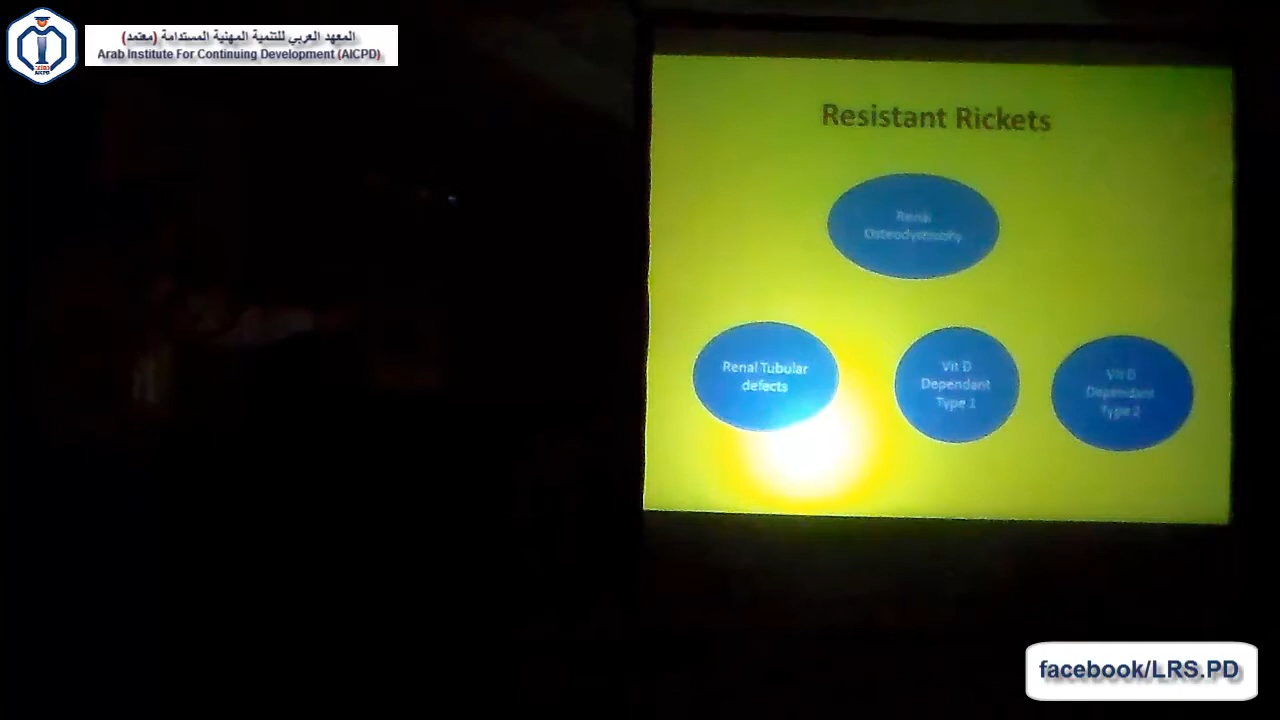 المعهد العربي للتنمية المهنية المستدامة (معتمد)
Arab Institute For Continuing Development (AICPD)
AICPD
Resistant Rickets
Renal
Osteodystrophy
Renal Tubular
defects
Vit D
Dependant
Type 1
Vit D
Dependant
Type 2
facebook/LRS.PD